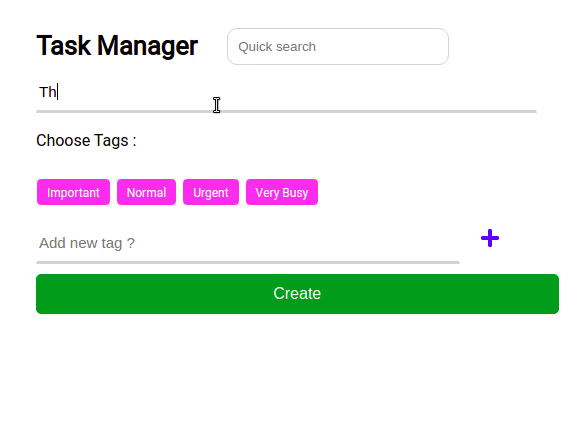 Task Manager
Quick search
Th
Choose Tags :
Important
Normal
Urgent
Very Busy
Add new tag ?
Create